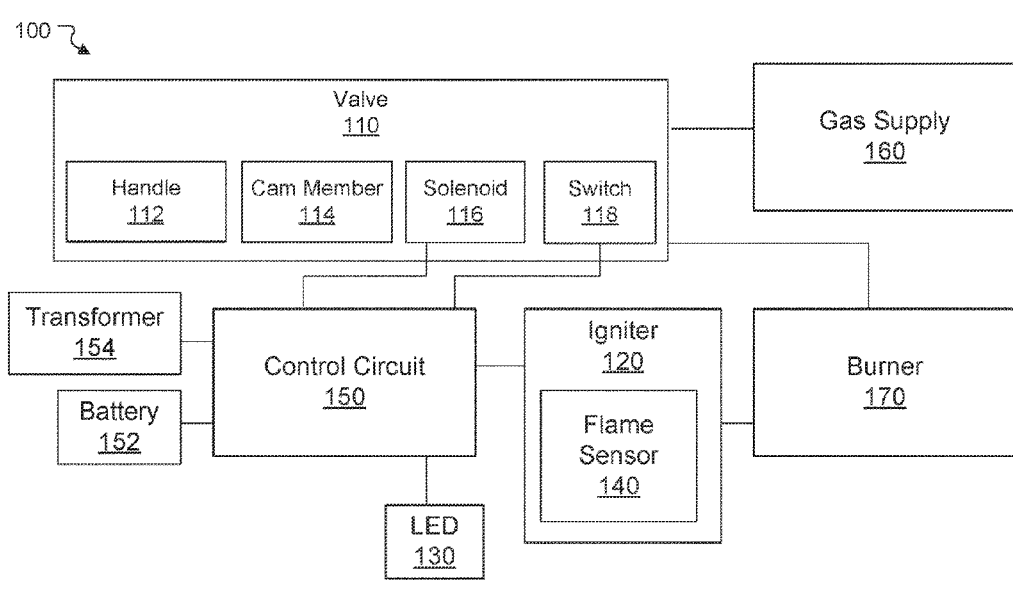 100
Valve
110
Gas Supply
160
Handle
112
Cam Member
114
Solenoid
116
Switch
118
Transformer
154
Control Circuit
150
Igniter
120
Burner
170
Battery
152
Flame
Sensor
140
LED
130